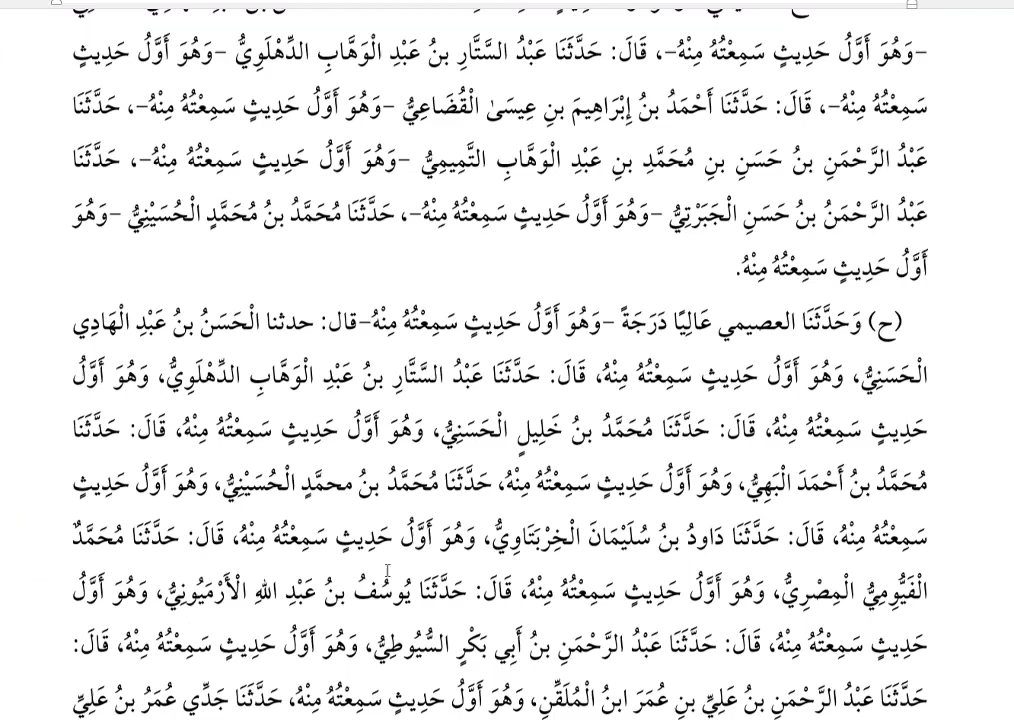 –وَهُوَ أَوَّلُ حَدِيثٍ سَمِعْتُهُ مِنْهُ–، قَالَ: حَدَّثَنَا عَبْدُ السَّتَّارِ بنُ عَبْدِ الْوَهَّابِ الدِّهْلَوِيُّ –وَهُوَ أَوَّلُ حَدِيثٍ
سَمِعْتُهُ مِنْهُ–، قَالَ: حَدَّثَنَا أَحْمَدُ بنُ إِبْرَاهِيمَ بنِ عِيسَىٰ الْقُضَاعِيُّ –وَهُوَ أَوَّلُ حَدِيثٍ سَمِعْتُهُ مِنْهُ–، حَدَّثَنَا
عَبْدُ الرَّحْمَنِ بنُ حَسَنِ بنِ مُحَمَّدِ بنِ عَبْدِ الْوَهَّابِ التَّمِيمِيُّ –وَهُوَ أَوَّلُ حَدِيثٍ سَمِعْتُهُ مِنْهُ–، حَدَّثَنَا
عَبْدُ الرَّحْمَنُ بنُ حَسَنِ الْجَبَرْتِيُّ –وَهُوَ أَوَّلُ حَدِيثٍ سَمِعْتُهُ مِنْهُ–، حَدَّثَنَا مُحَمَّدُ بنُ مُحَمَّدٍ الْحُسَيْنِيُّ –وَهُوَ
أَوَّلُ حَدِيثٍ سَمِعْتُهُ مِنْهُ.
(ح) وَحَدَّثَنَا العصيمي عَالِيًا دَرَجَةً –وَهُوَ أَوَّلُ حَدِيثٍ سَمِعْتُهُ مِنْهُ–قال: حدثنا الْحَسَنُ بنُ عَبْدِ الْهَادِي
الْحَسَنِيُّ، وَهُوَ أَوَّلُ حَدِيثٍ سَمِعْتُهُ مِنْهُ، قَالَ: حَدَّثَنَا عَبْدُ السَّتَّارِ بنُ عَبْدِ الْوَهَّابِ الدِّهْلَوِيُّ، وَهُوَ أَوَّلُ
حَدِيثٍ سَمِعْتُهُ مِنْهُ، قَالَ: حَدَّثَنَا مُحَمَّدُ بنُ خَلِيلٍ الْحَسَنِيُّ، وَهُوَ أَوَّلُ حَدِيثٍ سَمِعْتُهُ مِنْهُ، قَالَ: حَدَّثَنَا
مُحَمَّدُ بنُ أَحْمَدَ الْبَهِيُّ، وَهُوَ أَوَّلُ حَدِيثٍ سَمِعْتُهُ مِنْهُ، حَدَّثَنَا مُحَمَّدُ بنُ محمَّدٍ الْحُسَيْنِيُّ، وَهُوَ أَوَّلُ حَدِيثٍ
سَمِعْتُهُ مِنْهُ، قَالَ: حَدَّثَنَا دَاودُ بنُ سُلَيْمَانَ الْخِرْبَتَاوِيُّ، وَهُوَ أَوَّلُ حَدِيثٍ سَمِعْتُهُ مِنْهُ، قَالَ: حَدَّثَنَا مُحَمَّدٌ
الْفَيُّومِيُّ الْمِصْرِيُّ، وَهُوَ أَوَّلُ حَدِيثٍ سَمِعْتُهُ مِنْهُ، قَالَ: حَدَّثَنَا يُوسُفُ بنُ عَبْدِ اللهِ الْأَرْمَيُونِيُّ، وَهُوَ أَوَّلُ
حَدِيثٍ سَمِعْتُهُ مِنْهُ، قَالَ: حَدَّثَنَا عَبْدُ الرَّحْمَنِ بنُ أَبِي بَكْرٍ السُّيُوطِيُّ، وَهُوَ أَوَّلُ حَدِيثٍ سَمِعْتُهُ مِنْهُ، قَالَ:
حَدَّثَنَا عَبْدُ الرَّحْمَنِ بنُ عَلِيِّ بنِ عُمَرَ ابنُ الْمُلَقِّنِ، وَهُوَ أَوَّلُ حَدِيثٍ سَمِعْتُهُ مِنْهُ، حَدَّثَنَا جَدِّي عُمَرُ بنُ عَلِيٍّ